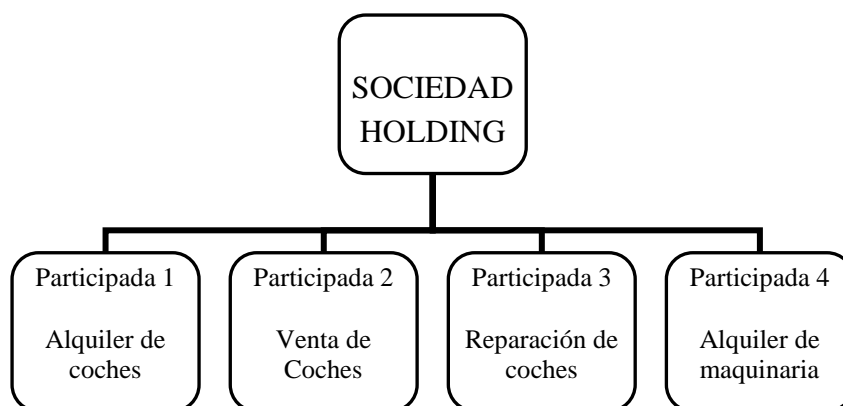 SOCIEDAD
HOLDING
Participada 1
Alquiler de
coches
Participada 2
Venta de
Coches
Participada 3
Reparación de
coches
Participada 4
Alquiler de
maquinaria